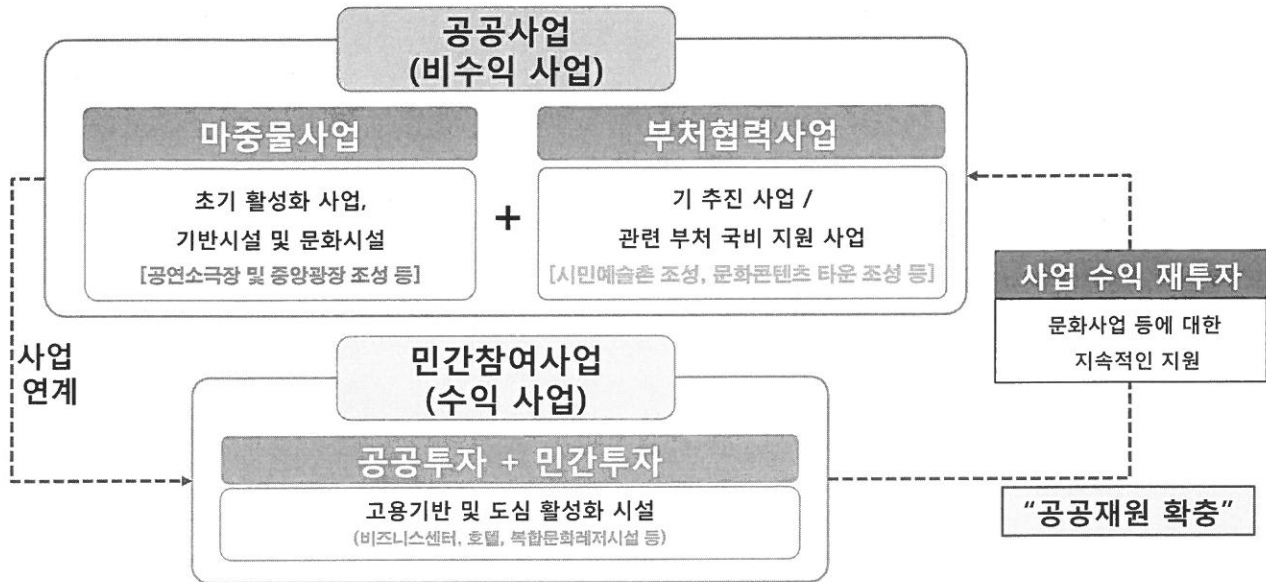 공공사업
(비수익 사업)
마중물사업
초기 활성화 사업,
기반시설 및 문화시설
[공연소극장 및 중앙광장 조성 등]
+
부처협력사업
기 추진 사업 /
관련 부처 국비 지원 사업
[시민예술촌 조성, 문화콘텐츠 타운 조성 등]
사업
연계
민간참여사업
(수익 사업)
공공투자 + 민간투자
고용기반 및 도심 활성화 시설
(비즈니스센터, 호텔, 복합문화레저시설 등)
사업 수익 재투자
문화사업 등에 대한
지속적인 지원
“공공재원 확충”